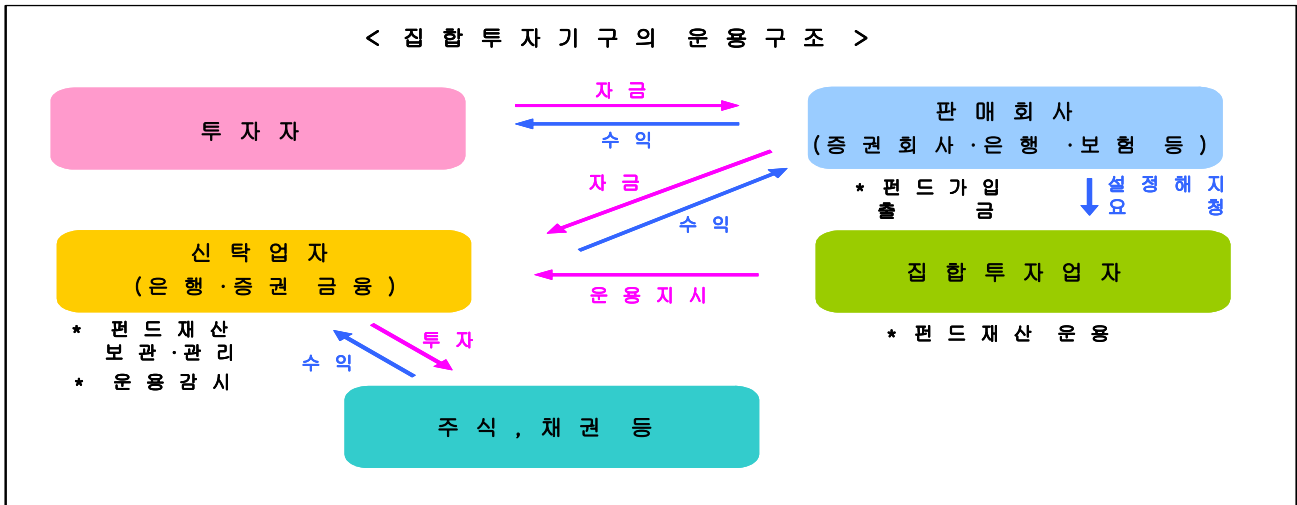 < 집합투자기구의 운용구조 >
자금
수익
투자자
판매회사
(증권회사·은행·보험 등)
자금
수익
* 펀드가입
출금
설정해지
요청
신탁업자
(은행·증권 금융)
집합투자업자
운용지시
* 펀드재산
보관·관리
* 운용감시
* 펀드재산 운용
투자
수익
주식, 채권 등